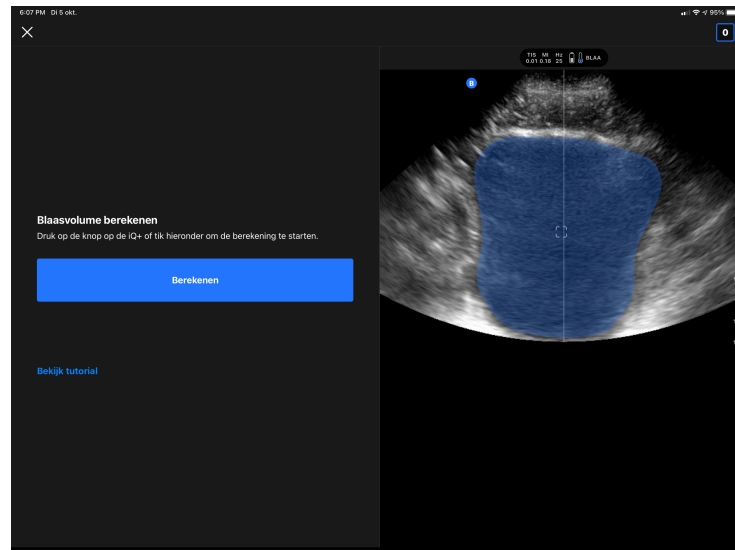 6:07 PM Di 5 okt.
95%
0
TIS MI Hz
0.01 0.18 25 BLAA
B
Blaasvolume berekenen
Druk op de knop op de iQ+ of tik hieronder om de berekening te starten.
Berekenen
Bekijk tutorial